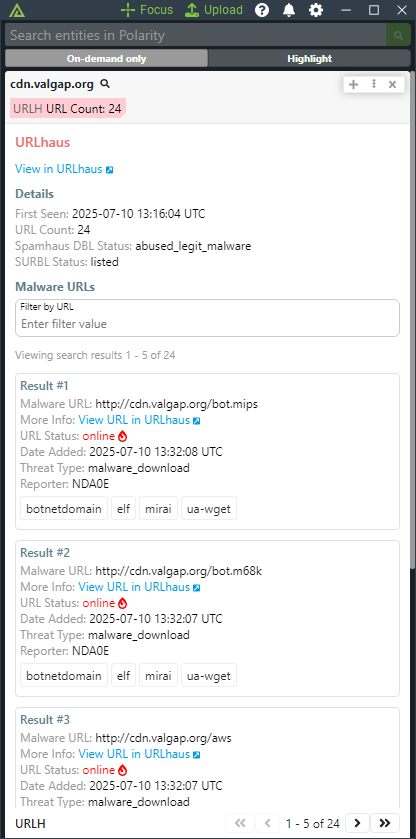 Focus Upload
Search entities in Polarity
On-demand only Highlight
cdn.valgap.org
URLH URL Count: 24
URLhaus
View in URLhaus
Details
First Seen: 2025-07-10 13:16:04 UTC
URL Count: 24
Spamhaus DBL Status: abused_legit_malware
SURBL Status: listed
Malware URLs
Filter by URL
Enter filter value
Viewing search results 1 - 5 of 24
Result #1
Malware URL: http://cdn.valgap.org/bot.mips
More Info: View URL in URLhaus
URL Status: online
Date Added: 2025-07-10 13:32:08 UTC
Threat Type: malware_download
Reporter: NDA0E
botnetdomain elf mirai ua-wget
Result #2
Malware URL: http://cdn.valgap.org/bot.m68k
More Info: View URL in URLhaus
URL Status: online
Date Added: 2025-07-10 13:32:07 UTC
Threat Type: malware_download
Reporter: NDA0E
botnetdomain elf mirai ua-wget
Result #3
Malware URL: http://cdn.valgap.org/aws
More Info: View URL in URLhaus
URL Status: online
Date Added: 2025-07-10 13:32:07 UTC
Threat Type: malware_download
URLH 1 - 5 of 24